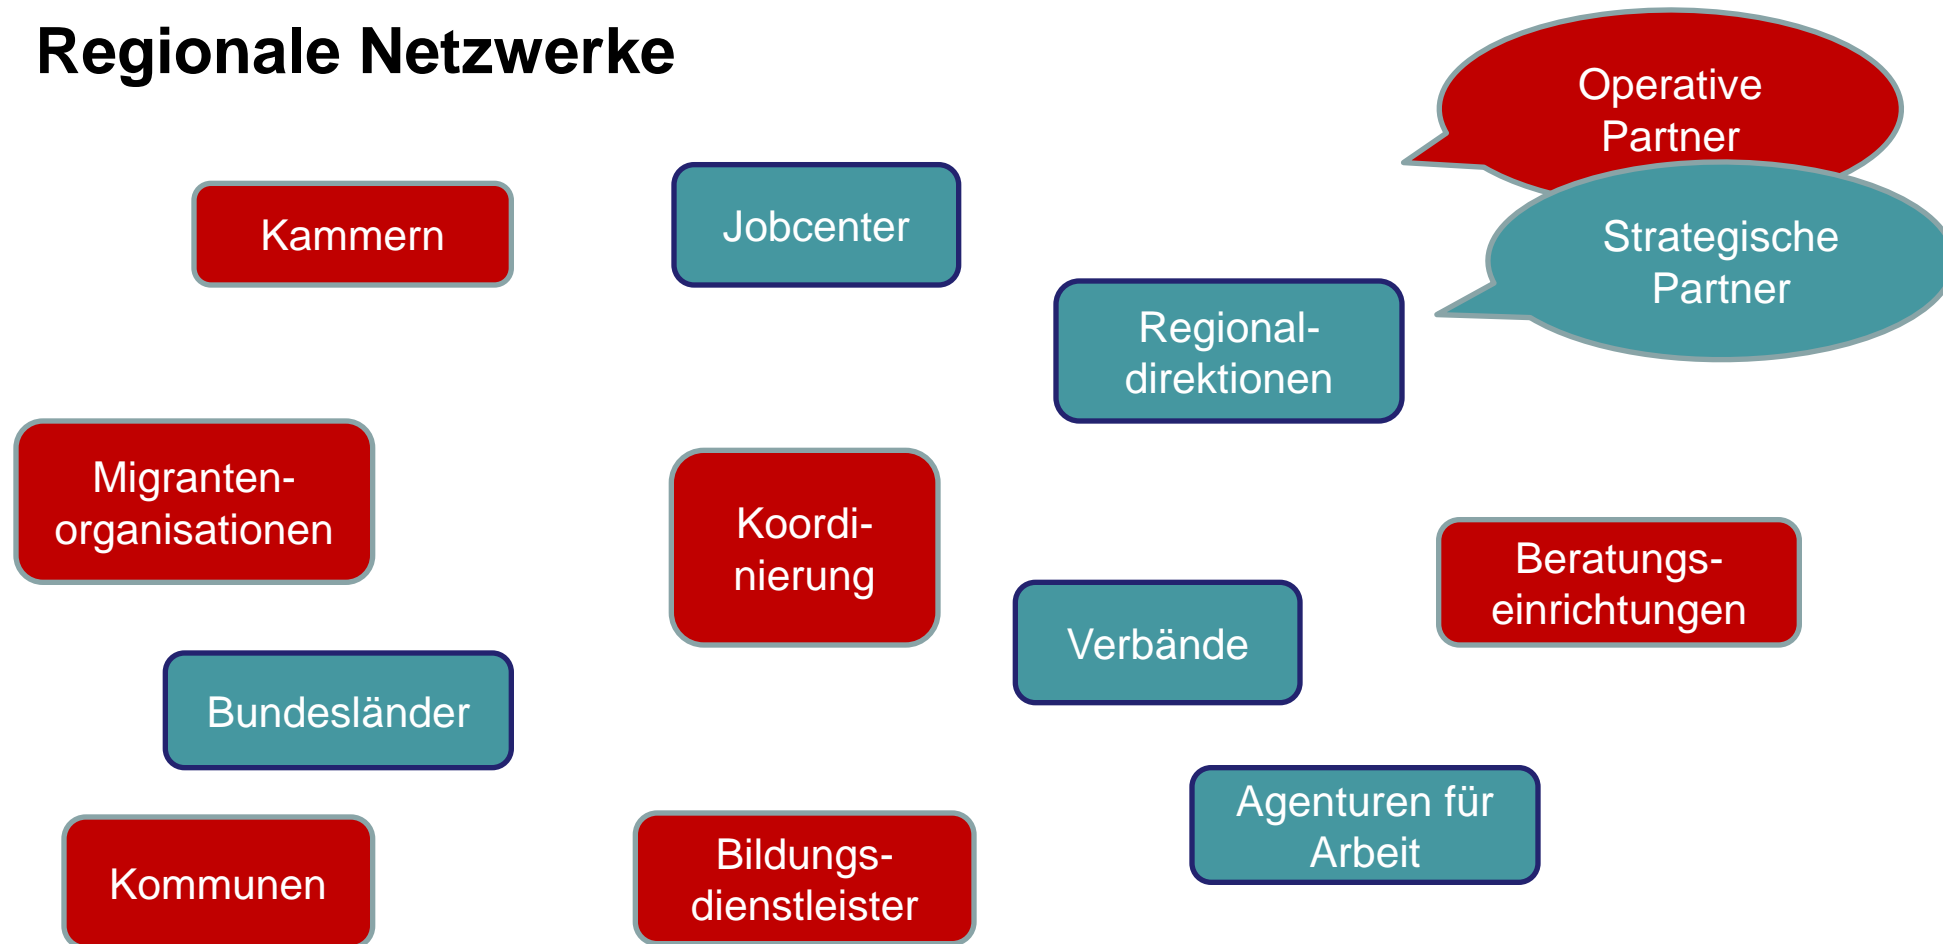 Regionale Netzwerke
Operative
Partner
Strategische
Partner
Kammern
Jobcenter
Regional-
direktionen
Migranten-
organisationen
Koordi-
nierung
Beratungs-
einrichtungen
Verbände
Bundesländer
Agenturen für
Arbeit
Kommunen
Bildungs-
dienstleister